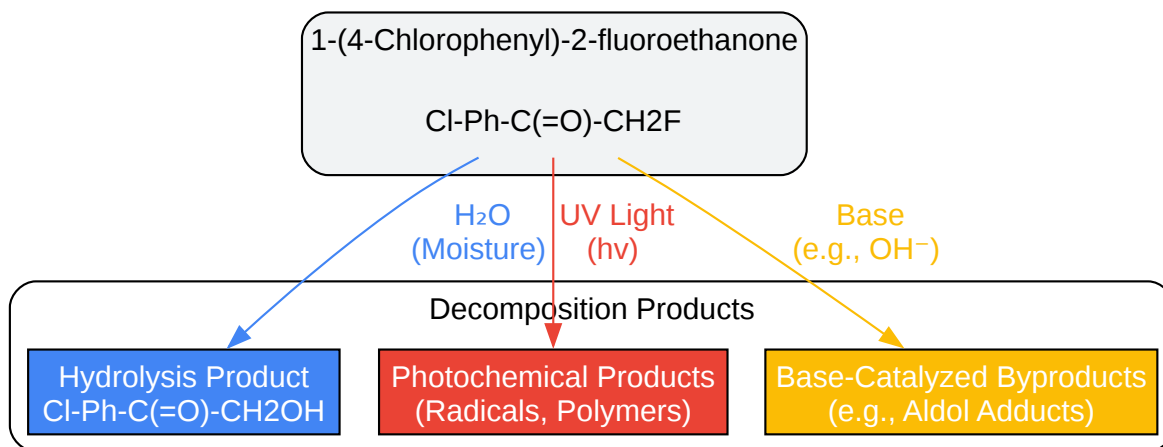 1-(4-Chlorophenyl)-2-fluoroethanone
Cl-Ph-C(=O)-CH2F
H₂O
(Moisture)
UV Light
(hv)
Base
(e.g., OH⁻)
Decomposition Products
Hydrolysis Product
Cl-Ph-C(=O)-CH2OH
Photochemical Products
(Radicals, Polymers)
Base-Catalyzed Byproducts
(e.g., Aldol Adducts)